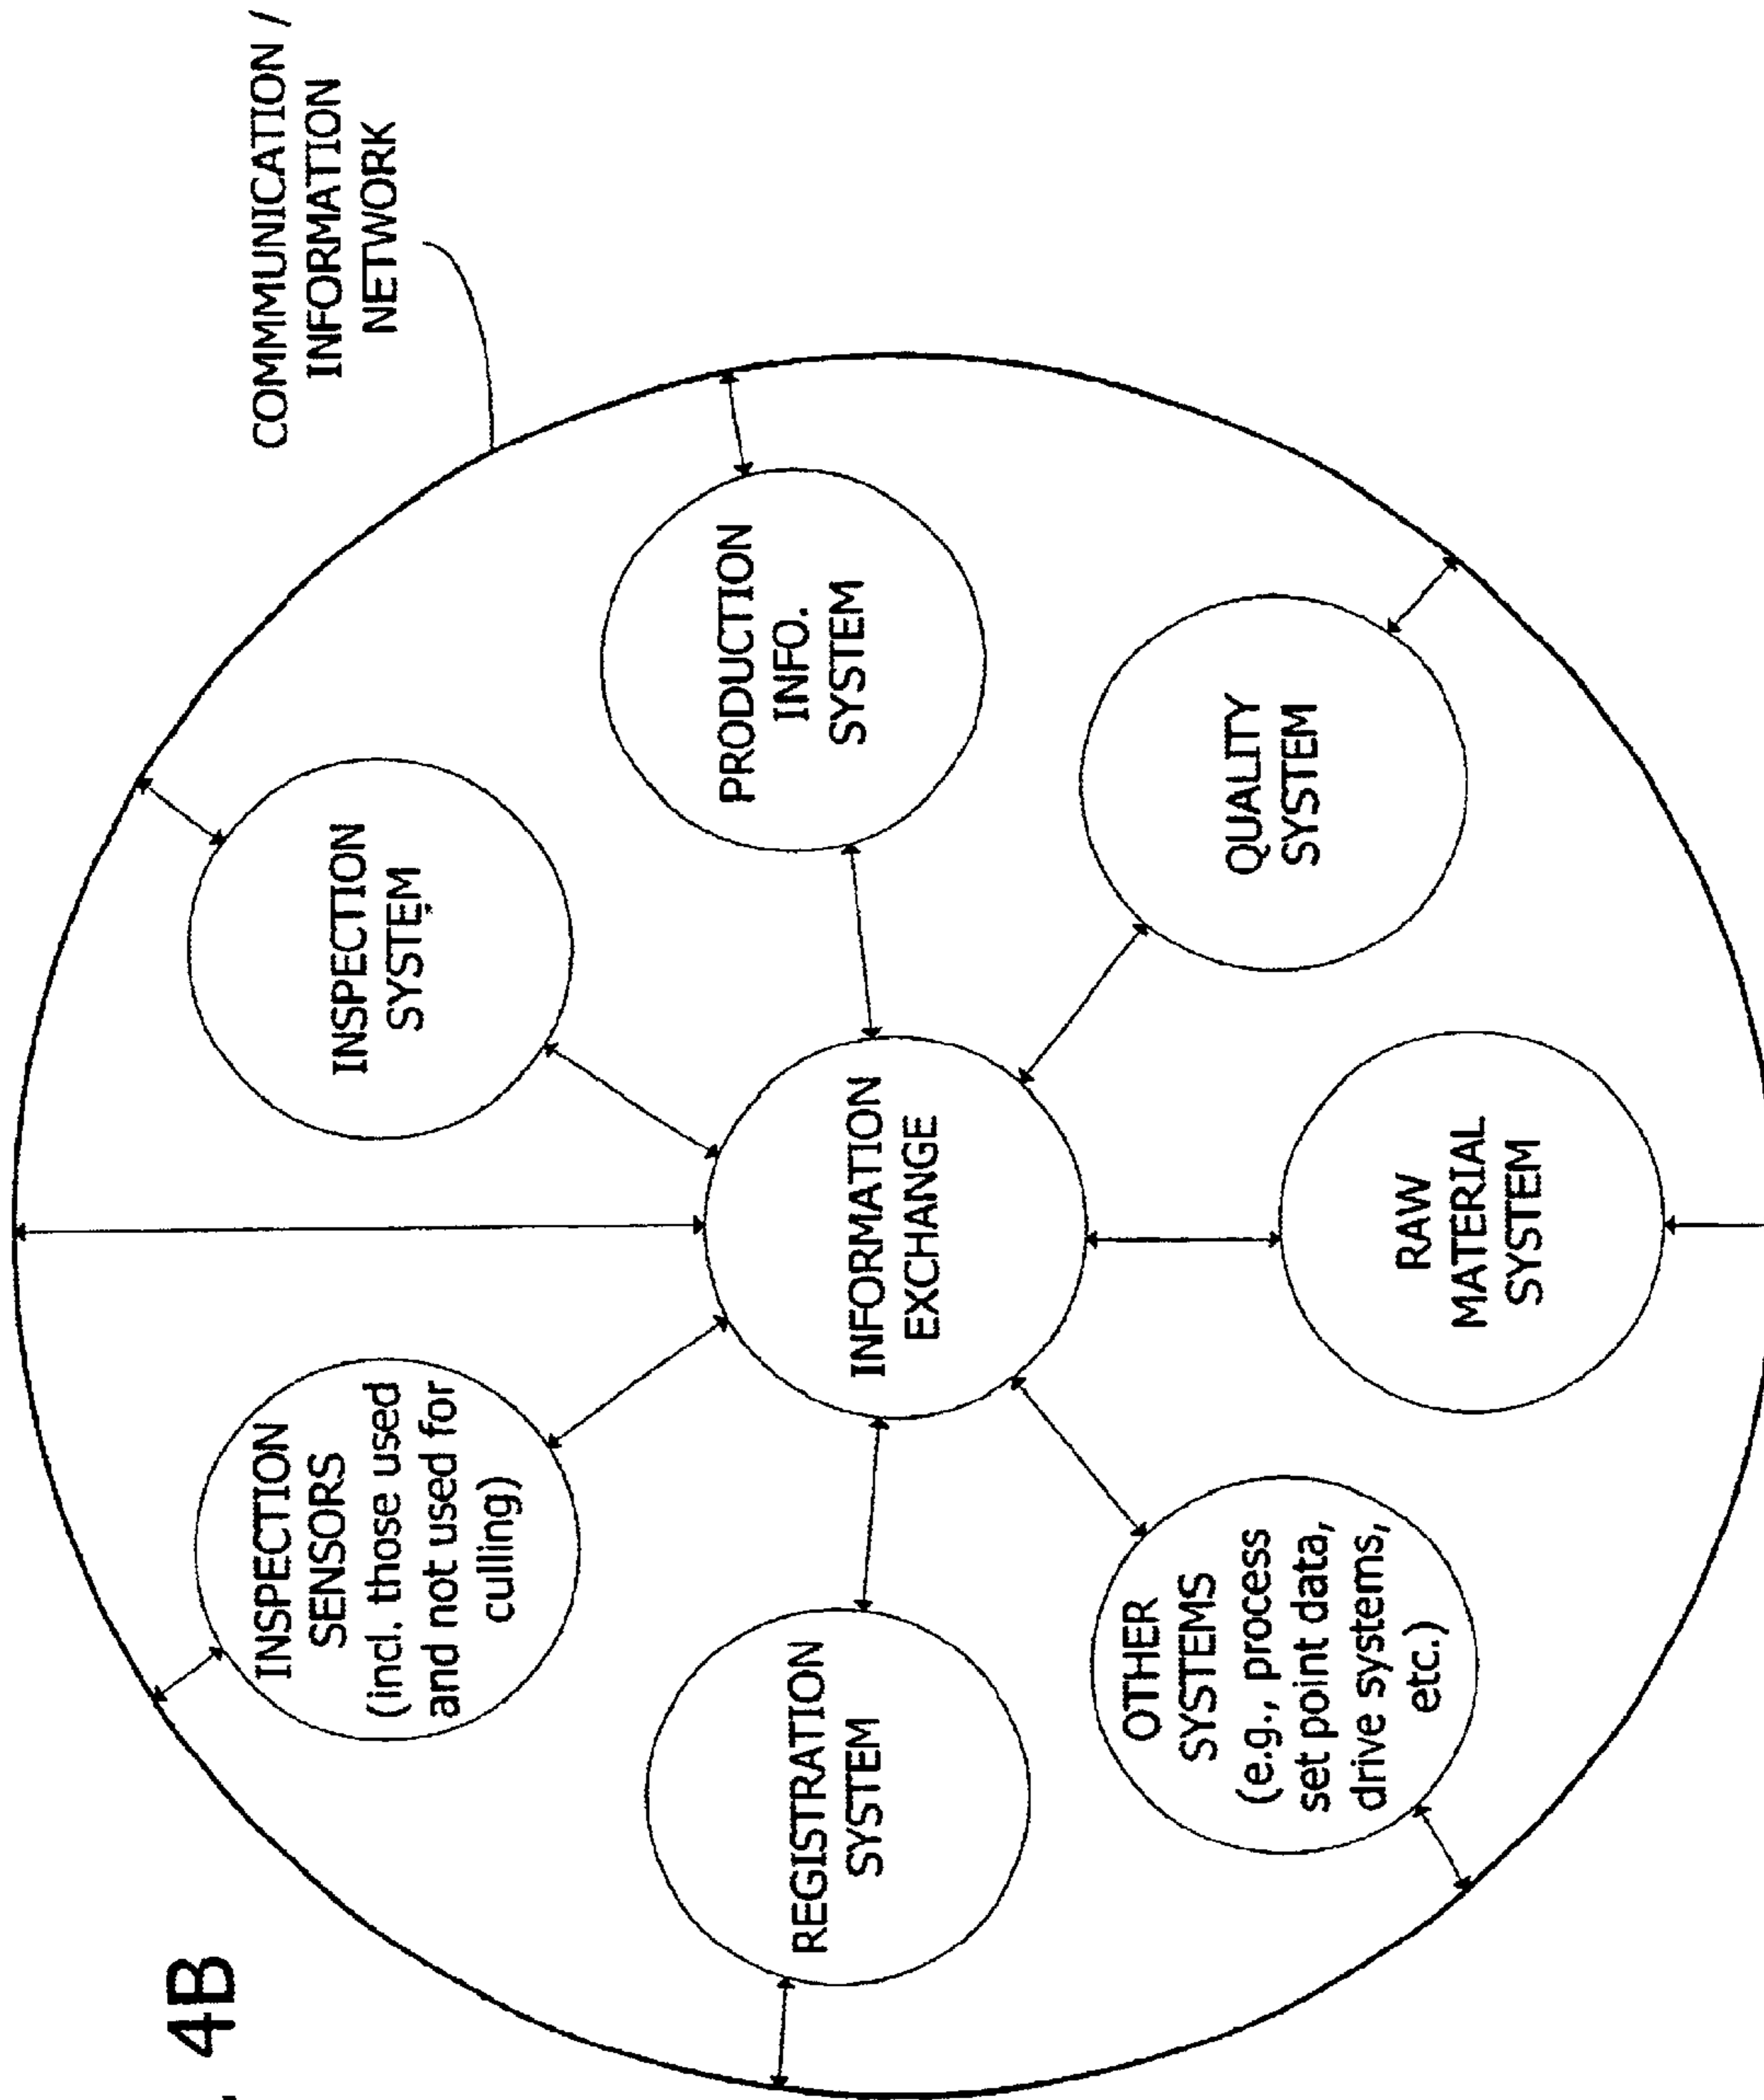 4B
COMMMUNICATION /
INFORMATION
NETWORK
INSPECTION
SENSORS
(incl. those used
and not used for
culling)
INSPECTION
SYSTEM
REGISTRATION
SYSTEM
INFORMATION
EXCHANGE
PRODUCTION
INFO.
SYSTEM
OTHER
SYSTEMS
(e.g., process
set point data,
drive systems,
etc.)
RAW
MATERIAL
SYSTEM
QUALITY
SYSTEM